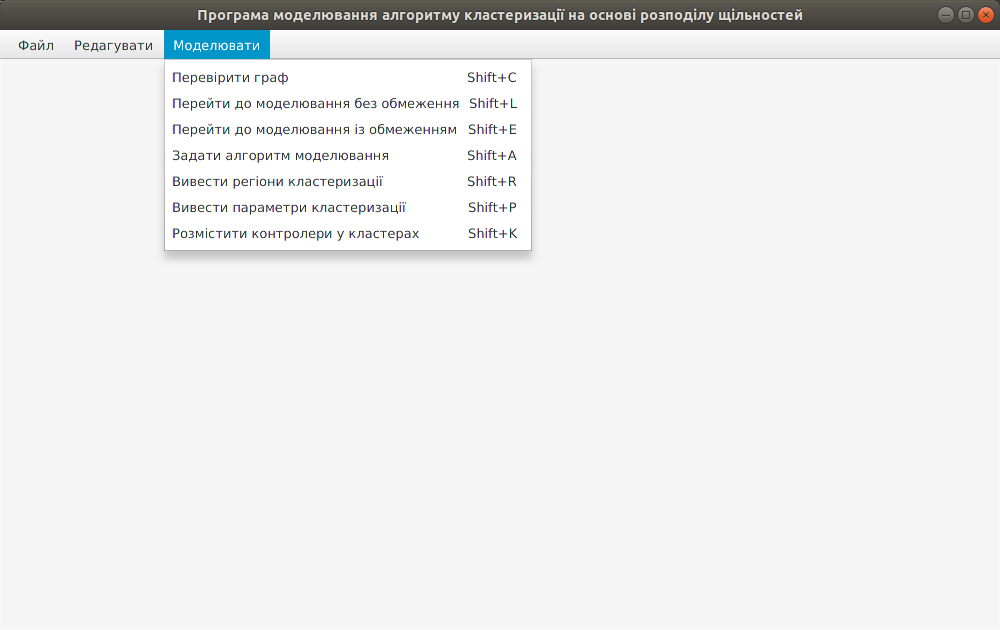 Програма моделювання алгоритму кластеризації на основі розподілу щільностей
Файл Редагувати Моделювати
Перевірити граф Shift+C
Перейти до моделювання без обмеження Shift+L
Перейти до моделювання із обмеженням Shift+E
Задати алгоритм моделювання Shift+A
Вивести регіони кластеризації Shift+R
Вивести параметри кластеризації Shift+P
Розмістити контролери у кластерах Shift+K